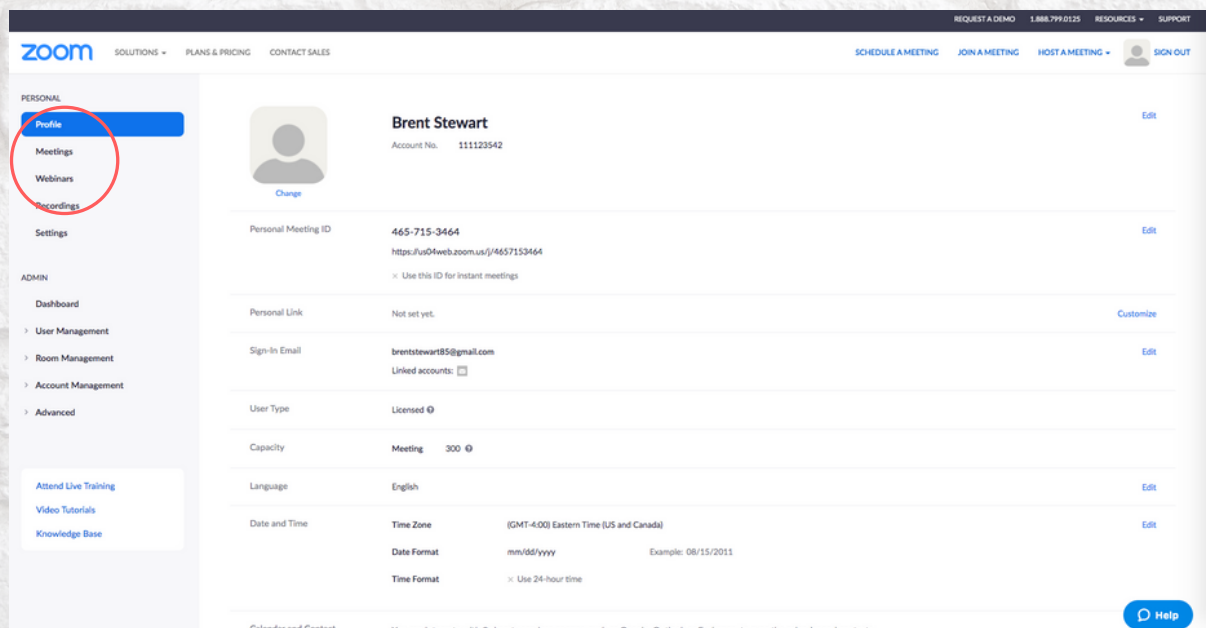 REQUEST A DEMO 1.888.799.0125 RESOURCES SUPPORT
zoom SOLUTIONS PLANS & PRICING CONTACT SALES SCHEDULE A MEETING JOIN A MEETING HOST A MEETING SIGN OUT
PERSONAL
Profile
Meetings
Webinars
Recordings
Settings
ADMIN
Dashboard
> User Management
> Room Management
> Account Management
> Advanced
Attend Live Training
Video Tutorials
Knowledge Base
Change
Brent Stewart Edit
Account No. 111123542
Personal Meeting ID 465-715-3464 Edit
https://us04web.zoom.us/j/4657153464
× Use this ID for instant meetings
Personal Link Not set yet. Customize
Sign-In Email brentstewart85@gmail.com Edit
Linked accounts:
User Type Licensed
Capacity Meeting 300
Language English Edit
Date and Time Time Zone (GMT-4:00) Eastern Time (US and Canada) Edit
Date Format mm/dd/yyyy Example: 08/15/2011
Time Format × Use 24-hour time
Help